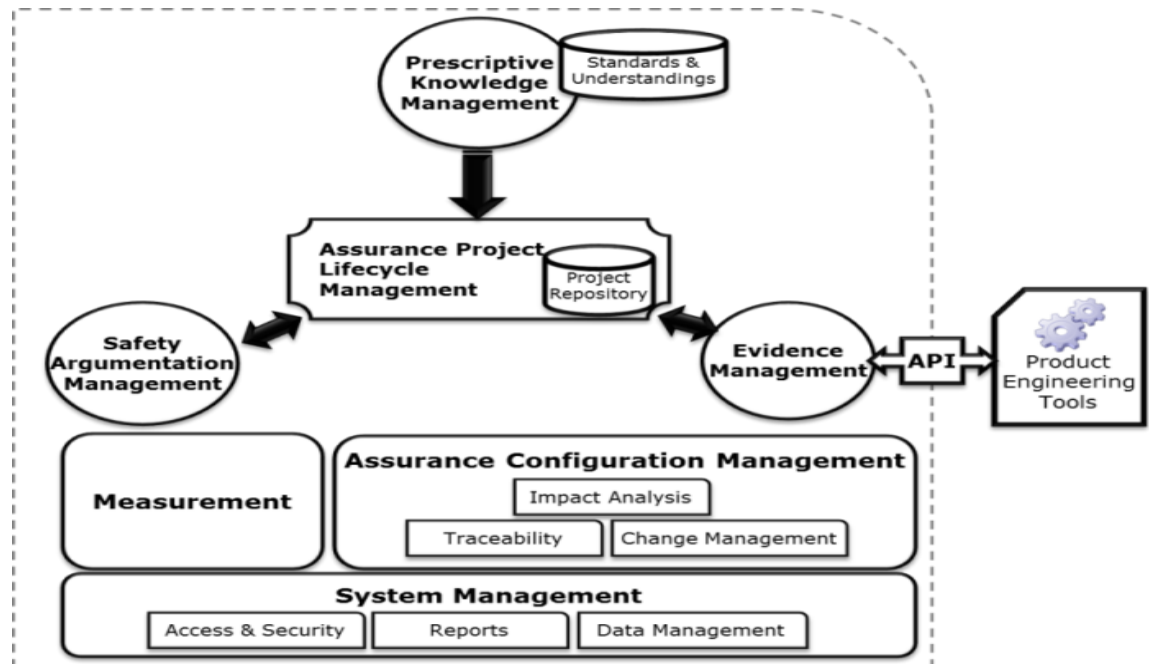 Prescriptive
Knowledge
Management
Standards &
Understandings
Assurance Project
Lifecycle
Management
Project
Repository
Safety
Argumentation
Management
Evidence
Management
API
Product
Engineering
Tools
Measurement
Assurance Configuration Management
Impact Analysis
Traceability
Change Management
System Management
Access & Security
Reports
Data Management